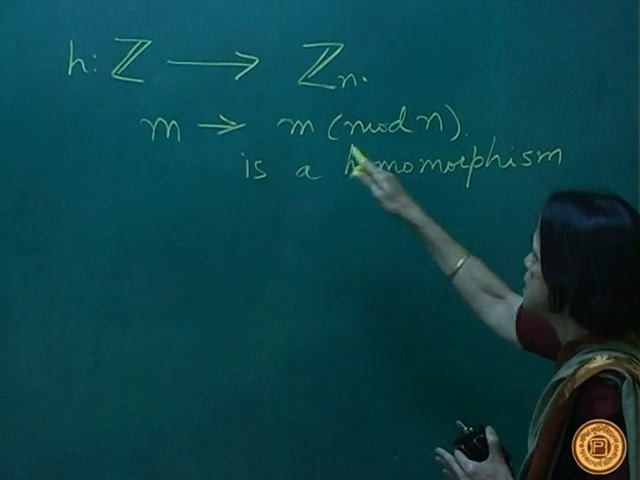 h: ℤ → ℤₙ.
m → m (mod n).
is a homomorphism